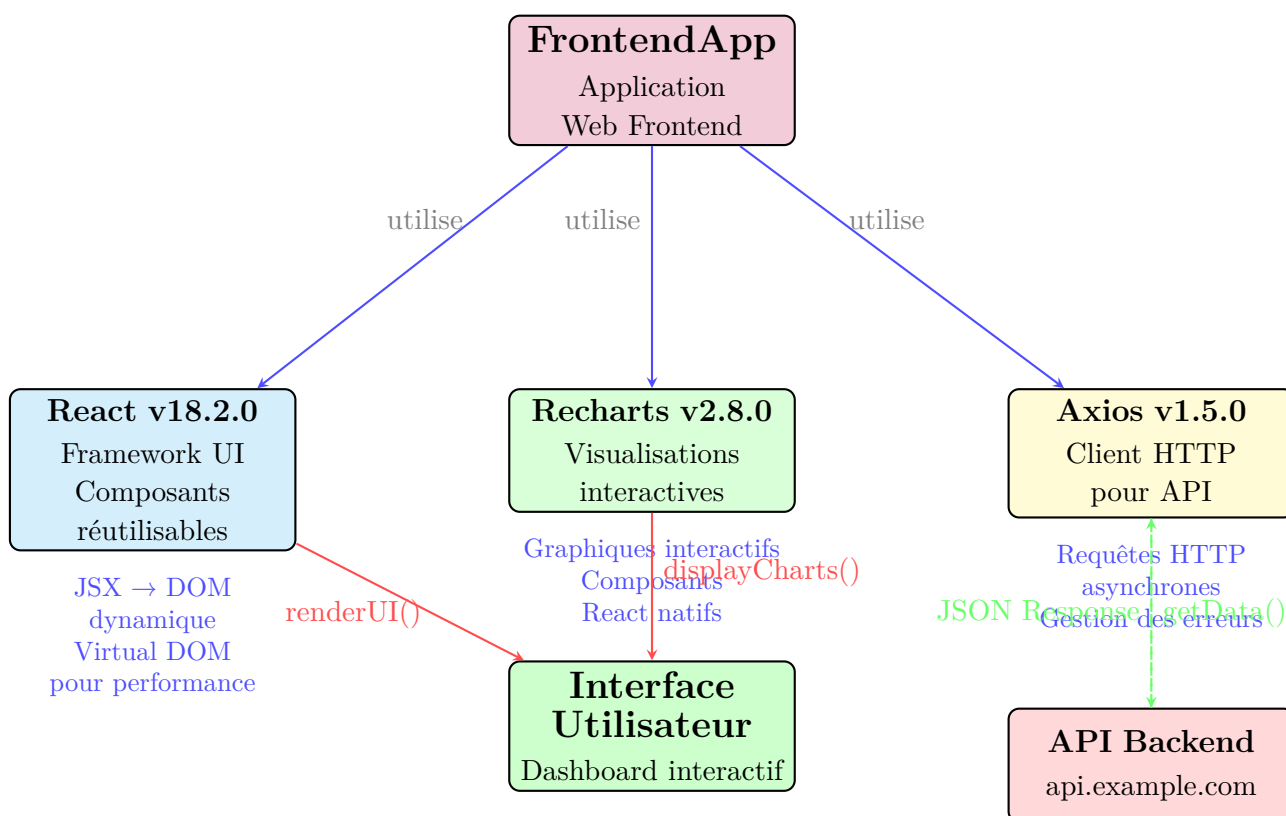 FrontendApp
Application
Web Frontend
utilise
utilise
utilise
React v18.2.0
Framework UI
Composants
réutilisables
Recharts v2.8.0
Visualisations
interactives
Axios v1.5.0
Client HTTP
pour API
JSX → DOM
dynamique
Virtual DOM
pour performance
renderUI()
Graphiques interactifs
Composants
React natifs
displayCharts()
Requêtes HTTP
asynchrones
Gestion des erreurs
JSON Response
getData()
Interface
Utilisateur
Dashboard interactif
API Backend
api.example.com